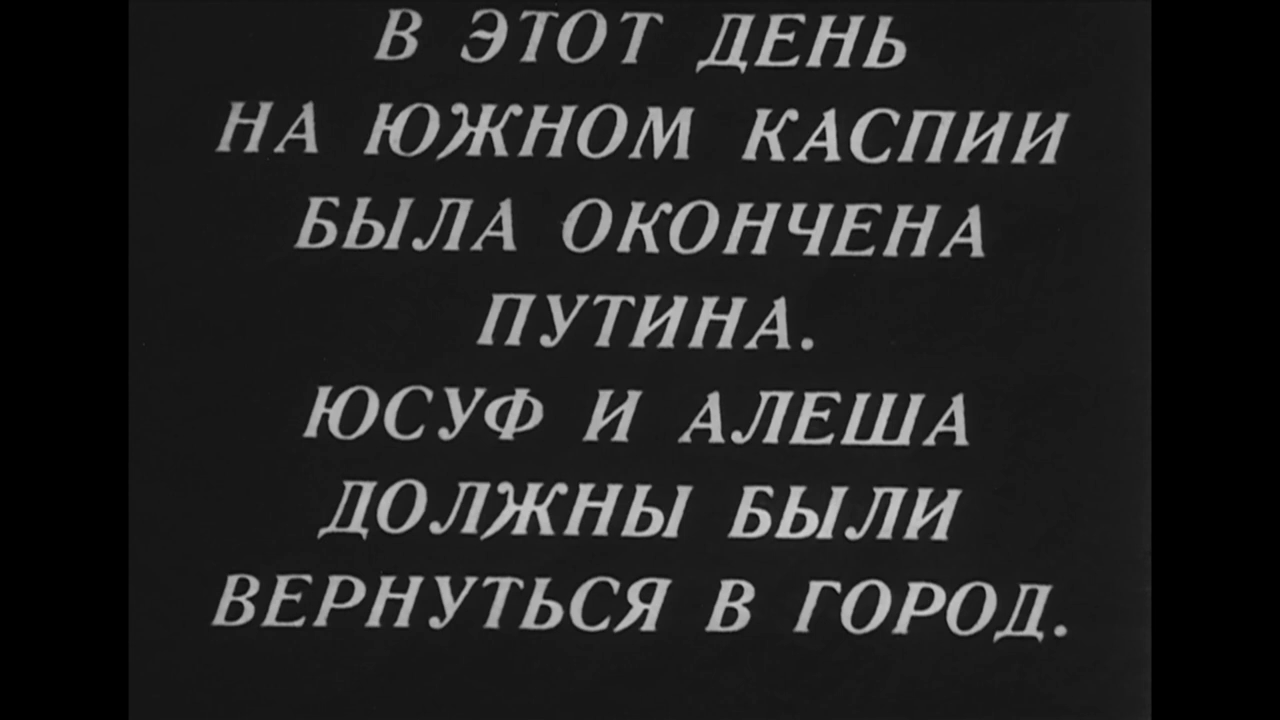 В ЭТОТ ДЕНЬ
НА ЮЖНОМ КАСПИИ
БЫЛА ОКОНЧЕНА
ПУТИНА.
ЮСУФ И АЛЕША
ДОЛЖНЫ БЫЛИ
ВЕРНУТЬСЯ В ГОРОД.